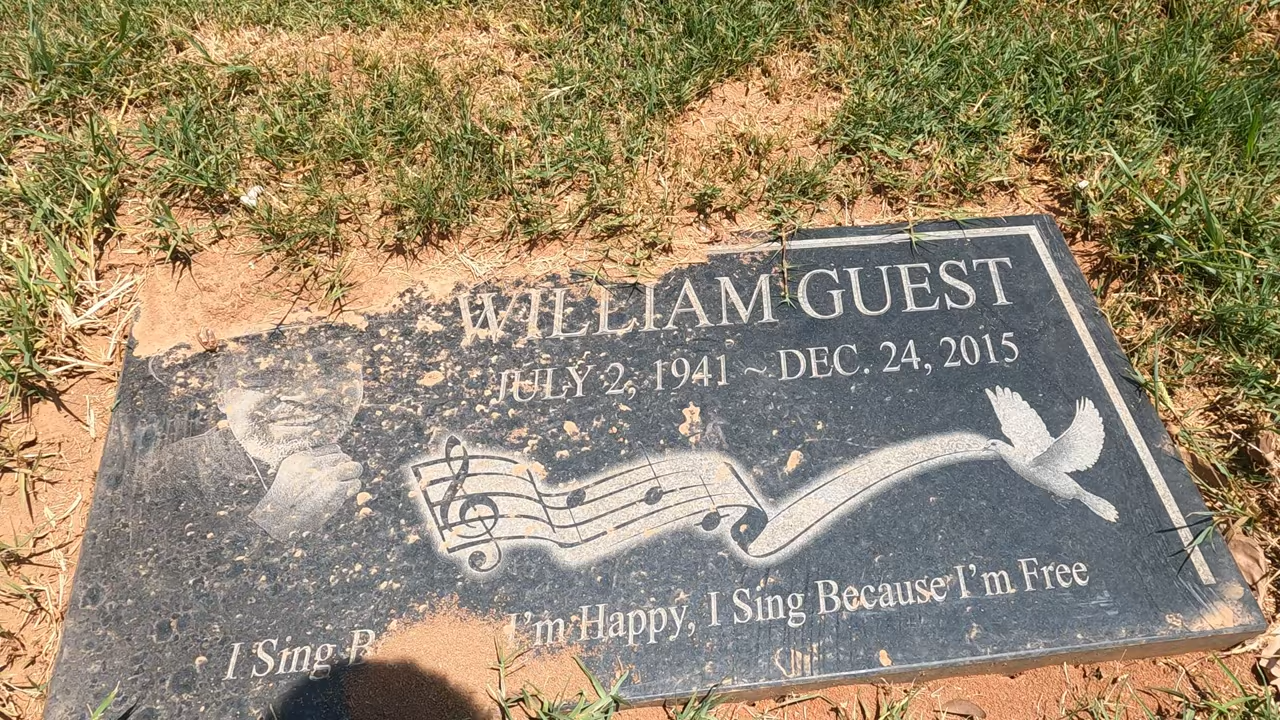 WILLIAM GUEST
JULY 2, 1941 ~ DEC. 24, 2015
I Sing B I'm Happy, I Sing Because I'm Free